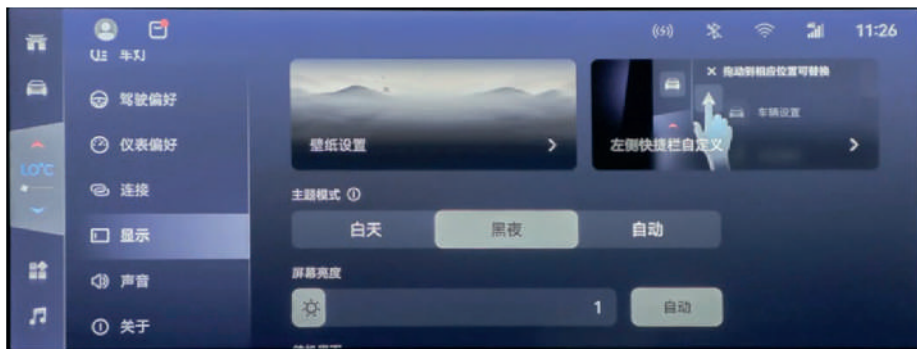 11:26
车灯
驾驶偏好
仪表偏好
连接
显示
声音
关于
LO°C
壁纸设置
拖动到相应位置可替换
车辆设置
左侧快捷栏自定义
主题模式
白天
黑夜
自动
屏幕亮度
1
自动